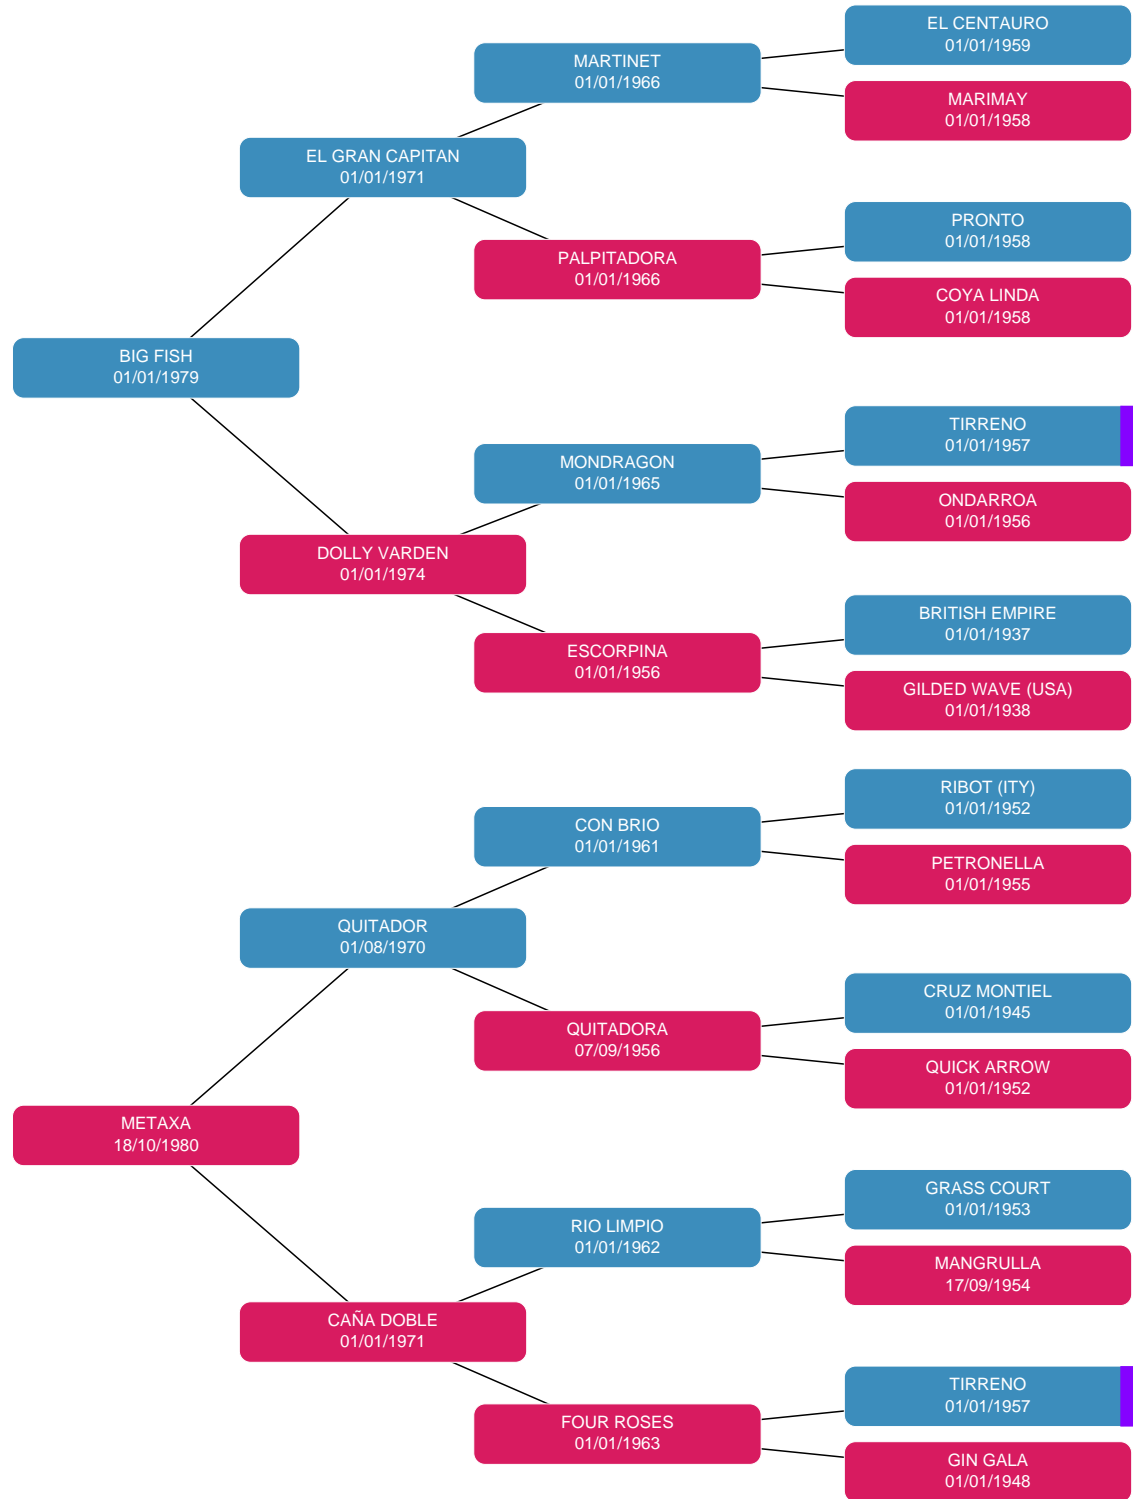 EL CENTAURO
01/01/1959
MARTINET
01/01/1966
MARIMAY
01/01/1958
EL GRAN CAPITAN
01/01/1971
PRONTO
01/01/1958
PALPITADORA
01/01/1966
COYA LINDA
01/01/1958
BIG FISH
01/01/1979
TIRRENO
01/01/1957
MONDRAGON
01/01/1965
ONDARROA
01/01/1956
DOLLY VARDEN
01/01/1974
BRITISH EMPIRE
01/01/1937
ESCORPINA
01/01/1956
GILDED WAVE (USA)
01/01/1938
RIBOT (ITY)
01/01/1952
CON BRIO
01/01/1961
PETRONELLA
01/01/1955
QUITADOR
01/08/1970
CRUZ MONTIEL
01/01/1945
QUITADORA
07/09/1956
QUICK ARROW
01/01/1952
METAXA
18/10/1980
GRASS COURT
01/01/1953
RIO LIMPIO
01/01/1962
MANGRULLA
17/09/1954
CAÑA DOBLE
01/01/1971
TIRRENO
01/01/1957
FOUR ROSES
01/01/1963
GIN GALA
01/01/1948